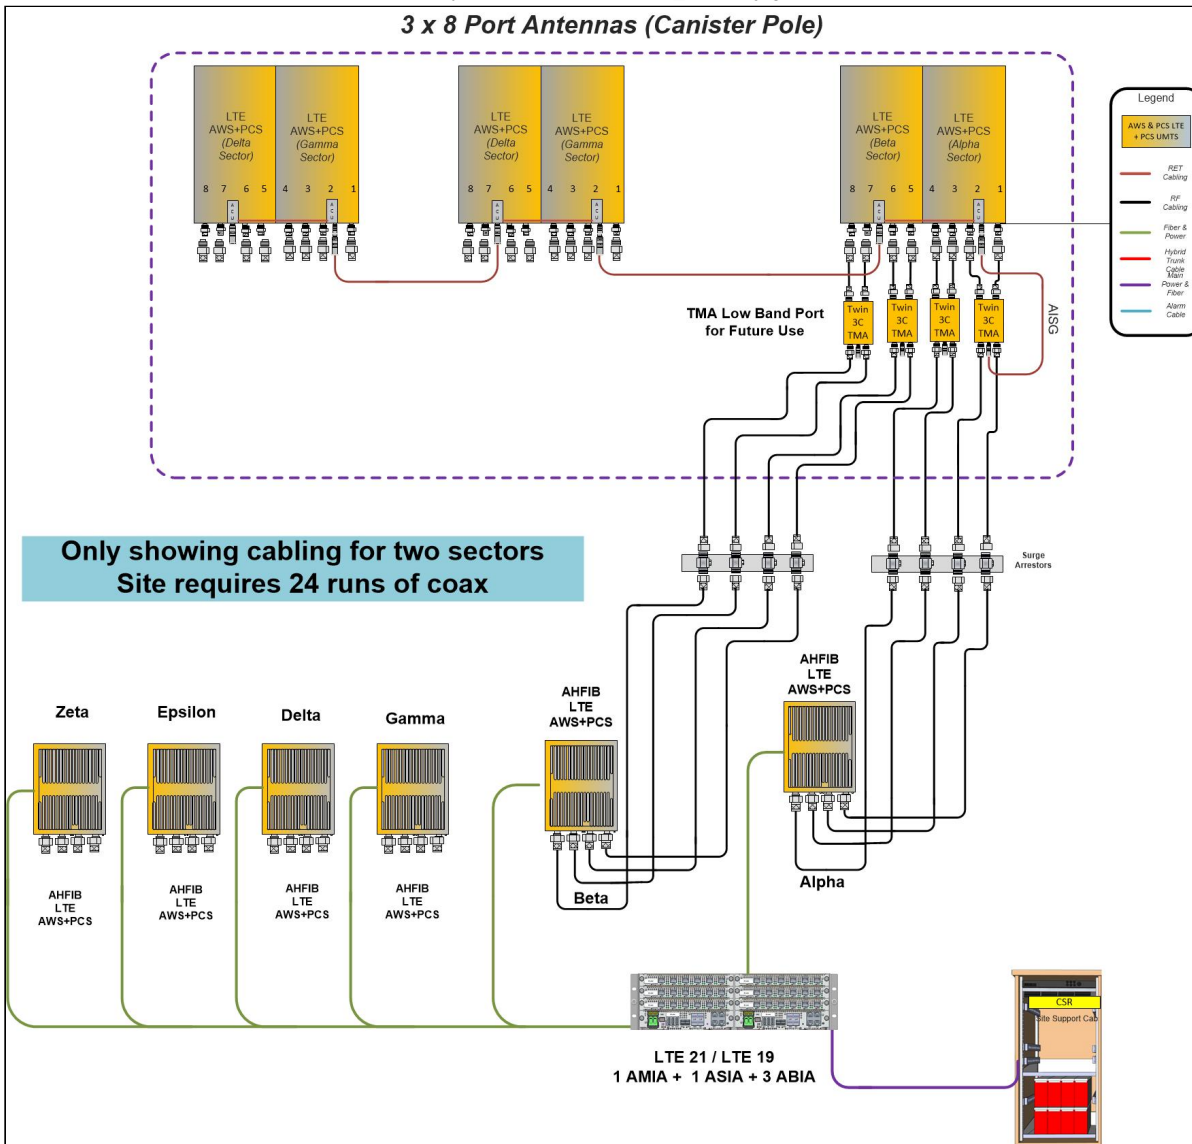 3 x 8 Port Antennas (Canister Pole)
LTE
AWS+PCS
(Delta
Sector)
LTE
AWS+PCS
(Gamma
Sector)
8 7 6 5 4 3 2 1
ACU
ACU
LTE
AWS+PCS
(Delta
Sector)
LTE
AWS+PCS
(Gamma
Sector)
8 7 6 5 4 3 2 1
ACU
ACU
LTE
AWS+PCS
(Beta
Sector)
LTE
AWS+PCS
(Alpha
Sector)
8 7 6 5 4 3 2 1
ACU
ACU
Legend
AWS & PCS LTE
+ PCS UMTS
RET
Cabling
RF
Cabling
Fiber &
Power
Hybrid
Trunk
Cable
Main
Power &
Fiber
Alarm
Cable
TMA Low Band Port
for Future Use
Twin
3C
TMA
Twin
3C
TMA
Twin
3C
TMA
Twin
3C
TMA
AISG
Only showing cabling for two sectors
Site requires 24 runs of coax
Surge
Arrestors
Zeta
Epsilon
Delta
Gamma
AHFIB
LTE
AWS+PCS
AHFIB
LTE
AWS+PCS
AHFIB
LTE
AWS+PCS
AHFIB
LTE
AWS+PCS
AHFIB
LTE
AWS+PCS
AHFIB
LTE
AWS+PCS
Beta
Alpha
LTE 21 / LTE 19
1 AMIA + 1 ASIA + 3 ABIA
CSR
Site Support Cab